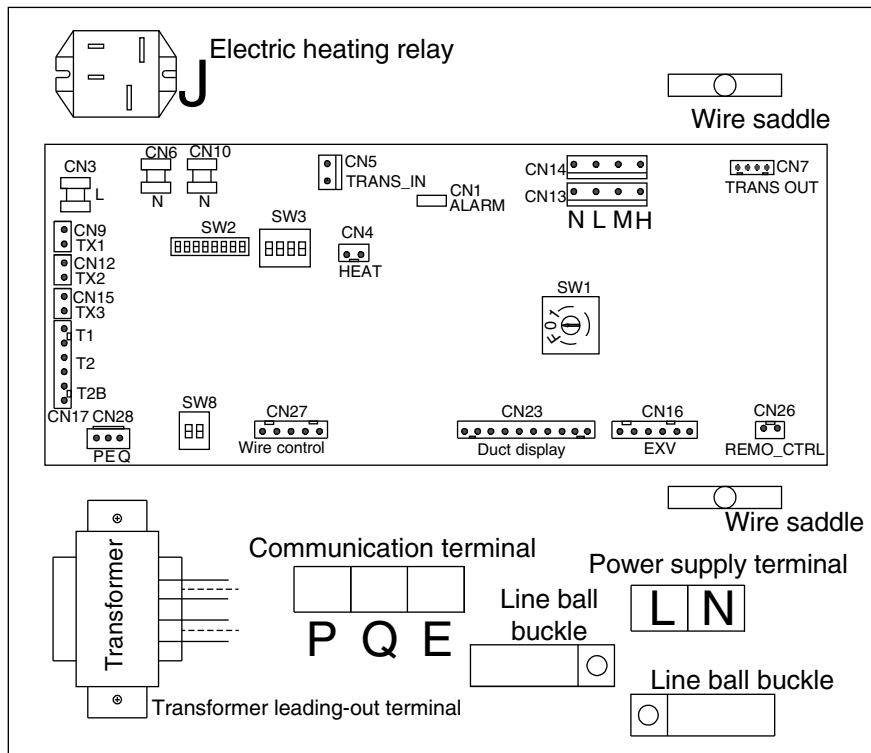 Electric heating relay
J
Wire saddle
CN3
L
CN6
N
CN10
N
CN5
TRANS_IN
CN1
ALARM
CN14
CN13
N L M H
CN7
TRANS OUT
CN9
TX1
CN12
TX2
CN15
TX3
T1
T2
T2B
CN17
SW2
SW3
CN4
HEAT
SW1
F 0 1
CN28
PEQ
SW8
CN27
Wire control
CN23
Duct display
CN16
EXV
CN26
REMO_CTRL
Wire saddle
Transformer
Transformer leading-out terminal
Communication terminal
P Q E
Line ball
buckle
Power supply terminal
L N
Line ball buckle